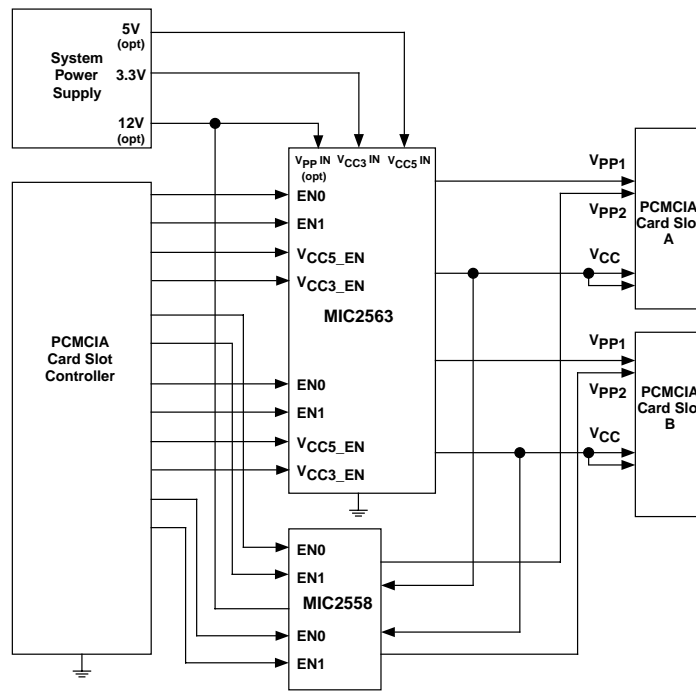 System
Power
Supply
5V
(opt)
3.3V
12V
(opt)
VPP IN
(opt)
VCC3 IN
VCC5 IN
EN0
EN1
VCC5_EN
VCC3_EN
MIC2563
EN0
EN1
VCC5_EN
VCC3_EN
PCMCIA
Card Slot
Controller
EN0
EN1
MIC2558
EN0
EN1
VPP1
VPP2
VCC
PCMCIA
Card Slo
A
VPP1
VPP2
VCC
PCMCIA
Card Slo
B